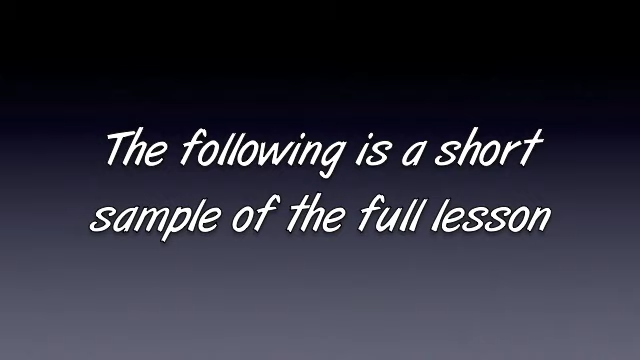 The following is a short
sample of the full lesson